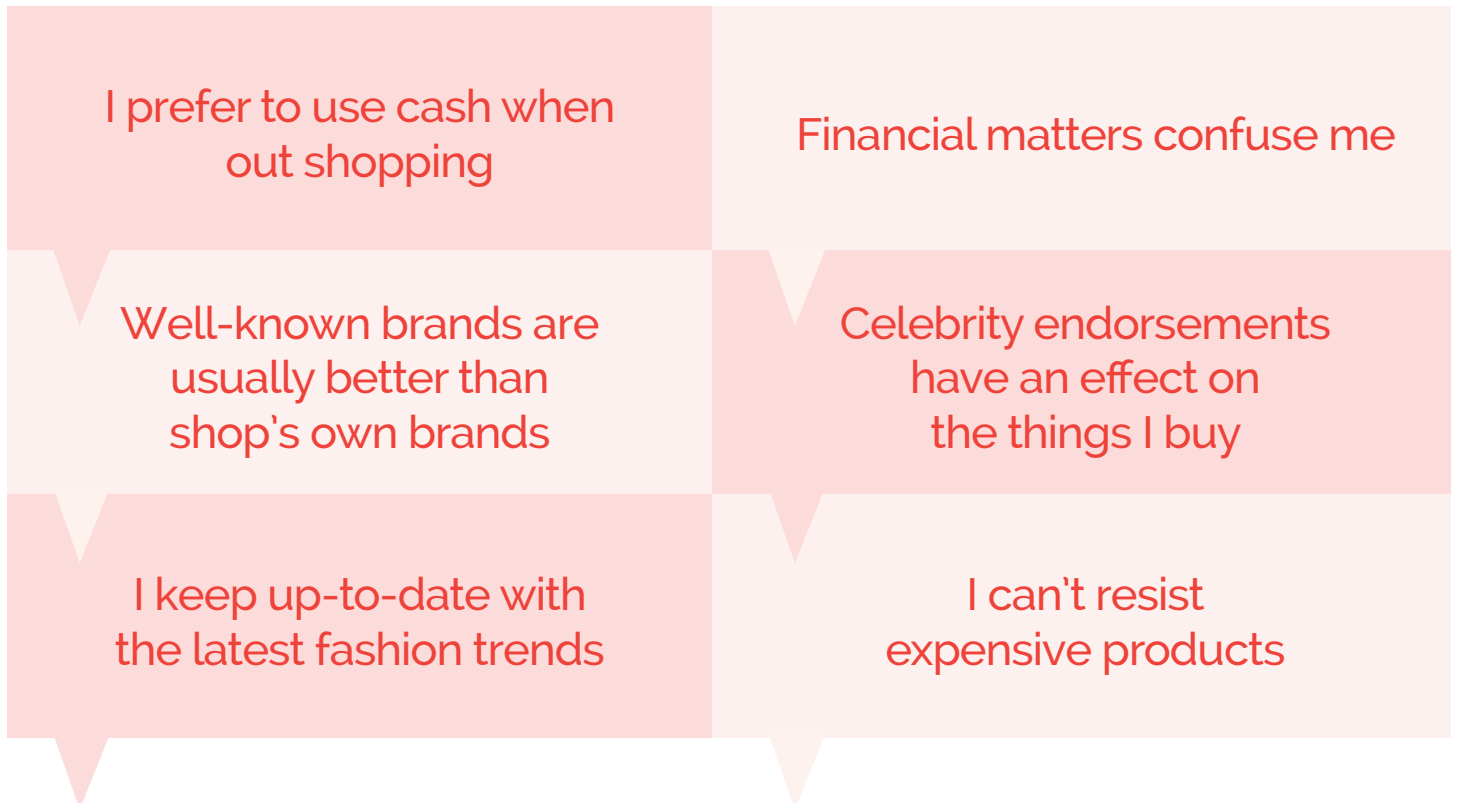 I prefer to use cash when
out shopping
Financial matters confuse me
Well-known brands are
usually better than
shop's own brands
Celebrity endorsements
have an effect on
the things I buy
I keep up-to-date with
the latest fashion trends
I can't resist
expensive products